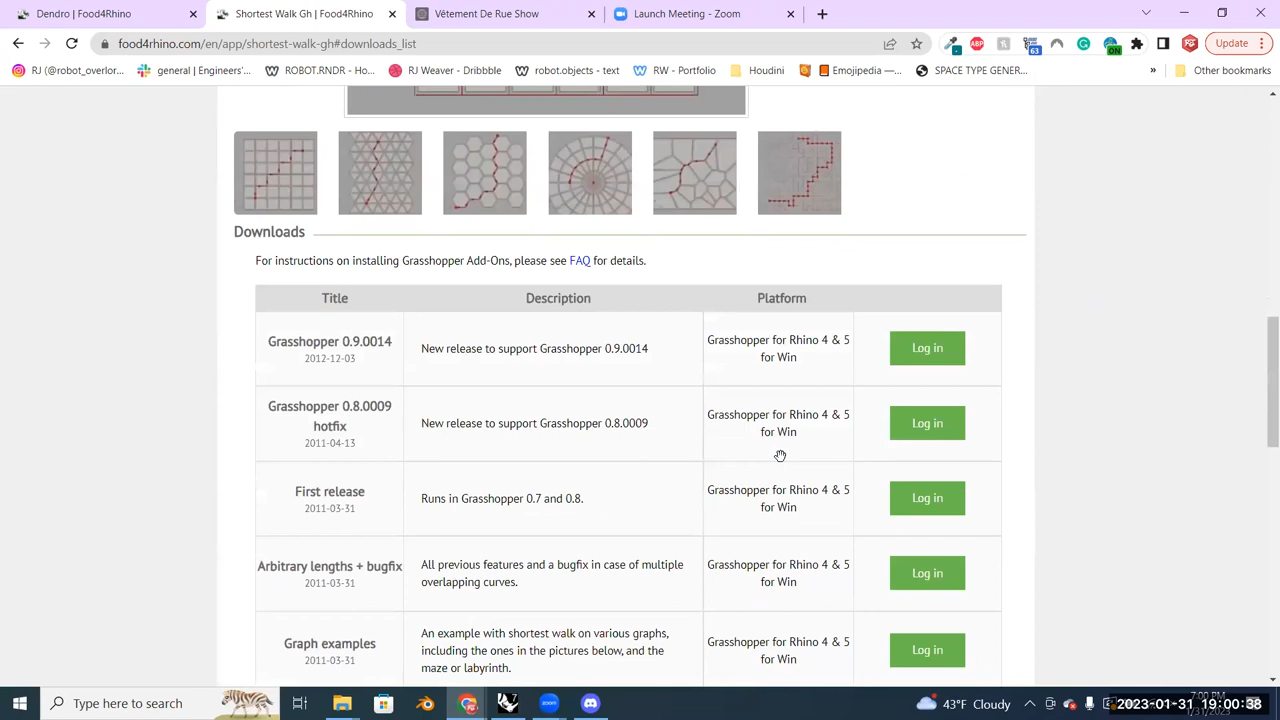 Dendro | Food4Rhino
Shortest Walk Gh | Food4Rhino
Vêtement De Rue Show
Launch Meeting - Zoom
food4rhino.com/en/app/shortest-walk-gh#downloads_list
Update
RJ (@robot_overlor...
general | Engineers'...
ROBOT.RNDR - Ho...
RJ Weaver - Dribbble
robot.objects - text
RW - Portfolio
Houdini
Emojipedia —...
SPACE TYPE GENER...
Other bookmarks
Downloads
For instructions on installing Grasshopper Add-Ons, please see FAQ for details.
Title
Description
Platform
Grasshopper 0.9.0014
2012-12-03
New release to support Grasshopper 0.9.0014
Grasshopper for Rhino 4 & 5
for Win
Log in
Grasshopper 0.8.0009
hotfix
2011-04-13
New release to support Grasshopper 0.8.0009
Grasshopper for Rhino 4 & 5
for Win
Log in
First release
2011-03-31
Runs in Grasshopper 0.7 and 0.8.
Grasshopper for Rhino 4 & 5
for Win
Log in
Arbitrary lengths + bugfix
2011-03-31
All previous features and a bugfix in case of multiple
overlapping curves.
Grasshopper for Rhino 4 & 5
for Win
Log in
Graph examples
2011-03-31
An example with shortest walk on various graphs,
including the ones in the pictures below, and the
maze or labyrinth.
Grasshopper for Rhino 4 & 5
for Win
Log in
Type here to search
43°F Cloudy
7:00 PM
1/31/2023
2023-01-31 19:00:38